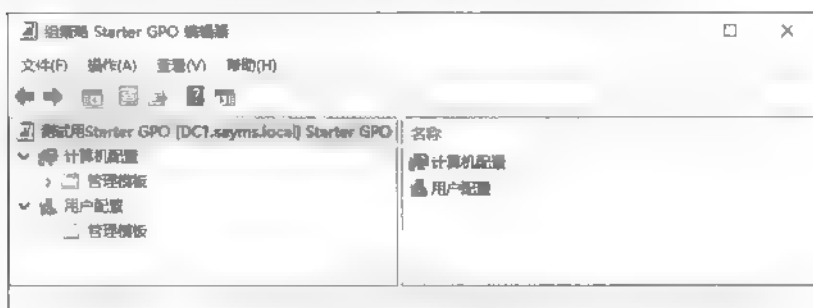 组策略 Starter GPO 编辑器
文件(F) 操作(A) 查看(V) 帮助(H)
测试用Starter GPO [DC1.sayms.local] Starter GPO
计算机配置
管理模板
用户配置
管理模板
名称
计算机配置
用户配置